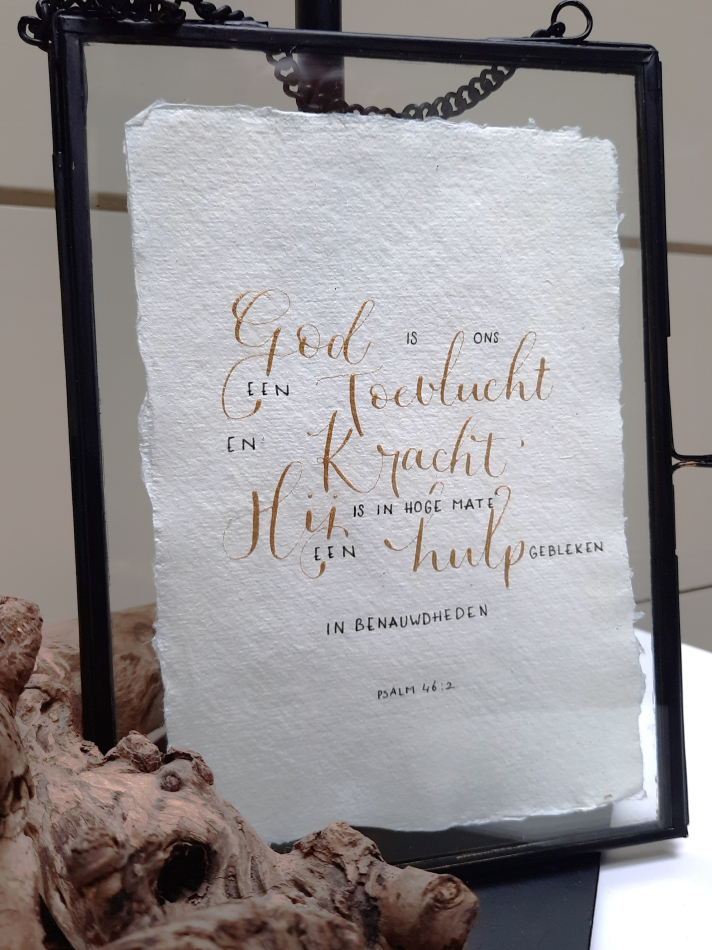 God IS ONS
EEN Toevlucht
EN Kracht.
Hij IS IN HOGE MATE
EEN hulp GEBLEKEN
IN BENAUWDHEDEN
PSALM 46:2